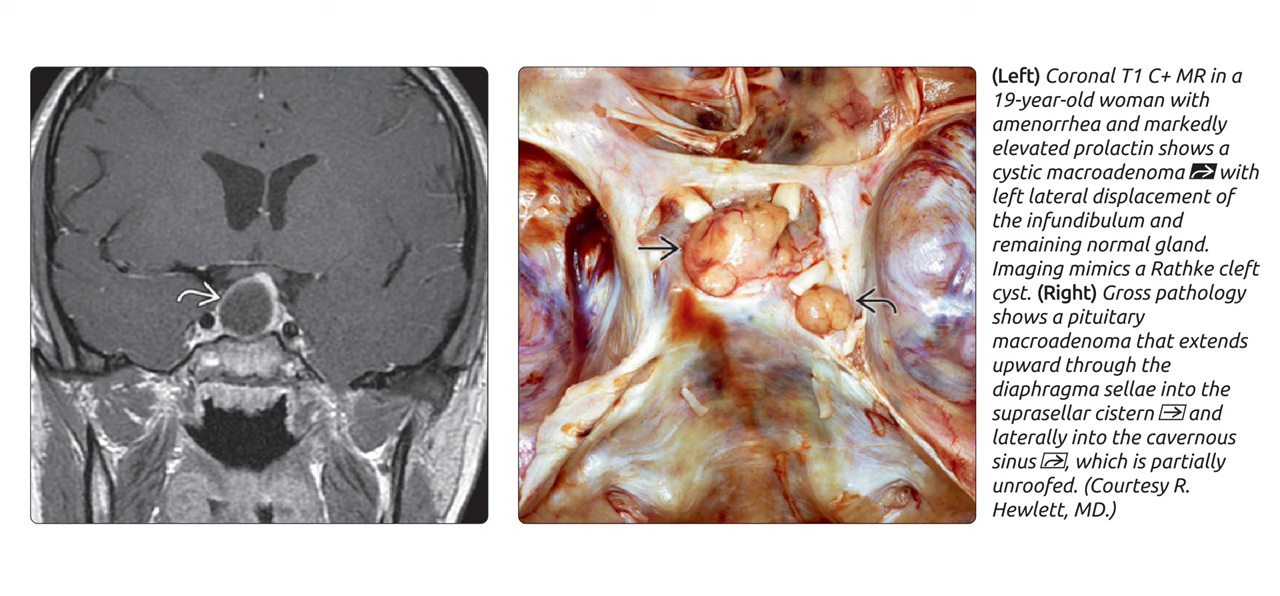 (Left) Coronal T1 C+ MR in a
19-year-old woman with
amenorrhea and markedly
elevated prolactin shows a
cystic macroadenoma with
left lateral displacement of
the infundibulum and
remaining normal gland.
Imaging mimics a Rathke cleft
cyst. (Right) Gross pathology
shows a pituitary
macroadenoma that extends
upward through the
diaphragma sellae into the
suprasellar cistern and
laterally into the cavernous
sinus , which is partially
unroofed. (Courtesy R.
Hewlett, MD.)